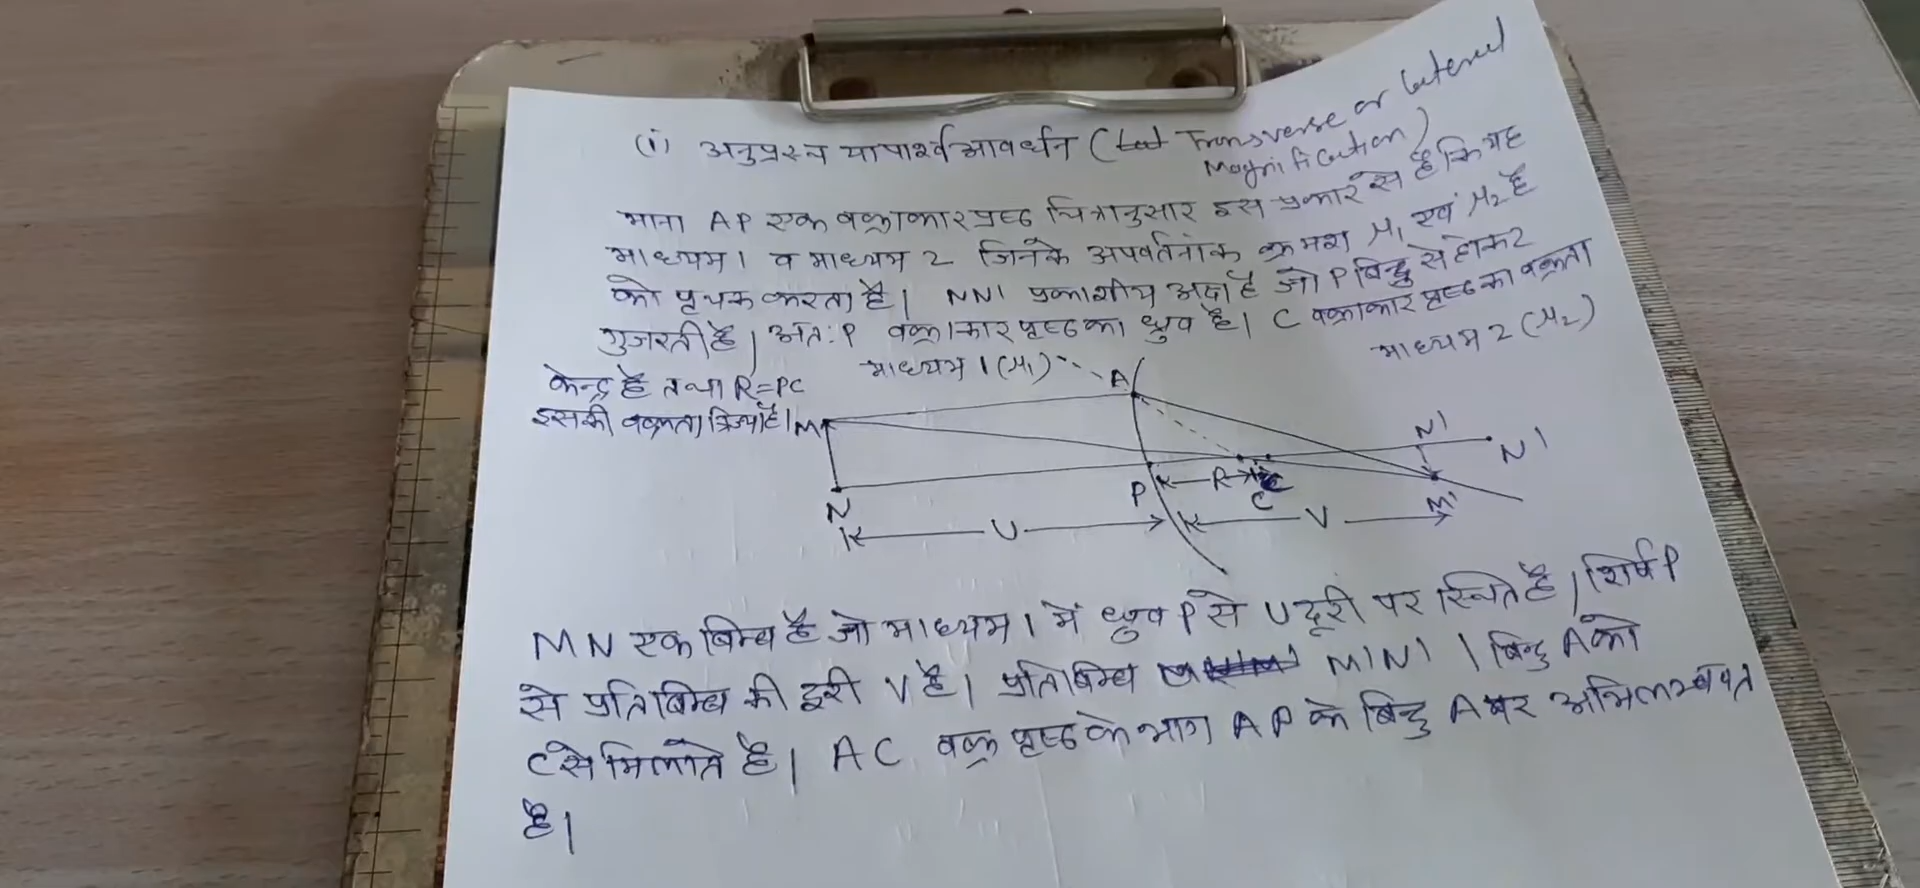 (i) अनुप्रस्त या पार्श्व आवर्धन (Transverse or lateral
Magnification)
माना AP एक वक्राकार पृष्ठ चित्रानुसार इस प्रकार से है कि यह
माध्यम 1 व माध्यम 2 जिनके अपवर्तनांक क्रमश μ1 एवं μ2 है
को पृथक करता है। NN' प्रकाशीय अक्ष है जो P बिन्दु से होकर
गुजरती है। अतः P वक्राकार पृष्ठ का ध्रुव है। C वक्राकार पृष्ठ का वक्रता
केन्द्र है तथा R=PC
इसकी वक्रता त्रिज्या है।
माध्यम 1 (μ1)
माध्यम 2 (μ2)
A
M
N'
N'
N
P
R
C
M'
U
V
MN एक बिम्ब है जो माध्यम 1 में ध्रुव P से U दूरी पर स्थित है। शिर्ष P
से प्रतिबिम्ब की दूरी V है। प्रतिबिम्ब M'N' । बिन्दु A को
C से मिलाते है। AC वक्र पृष्ठ के भाग AP के बिन्दु A पर अभिलम्बवत
है।